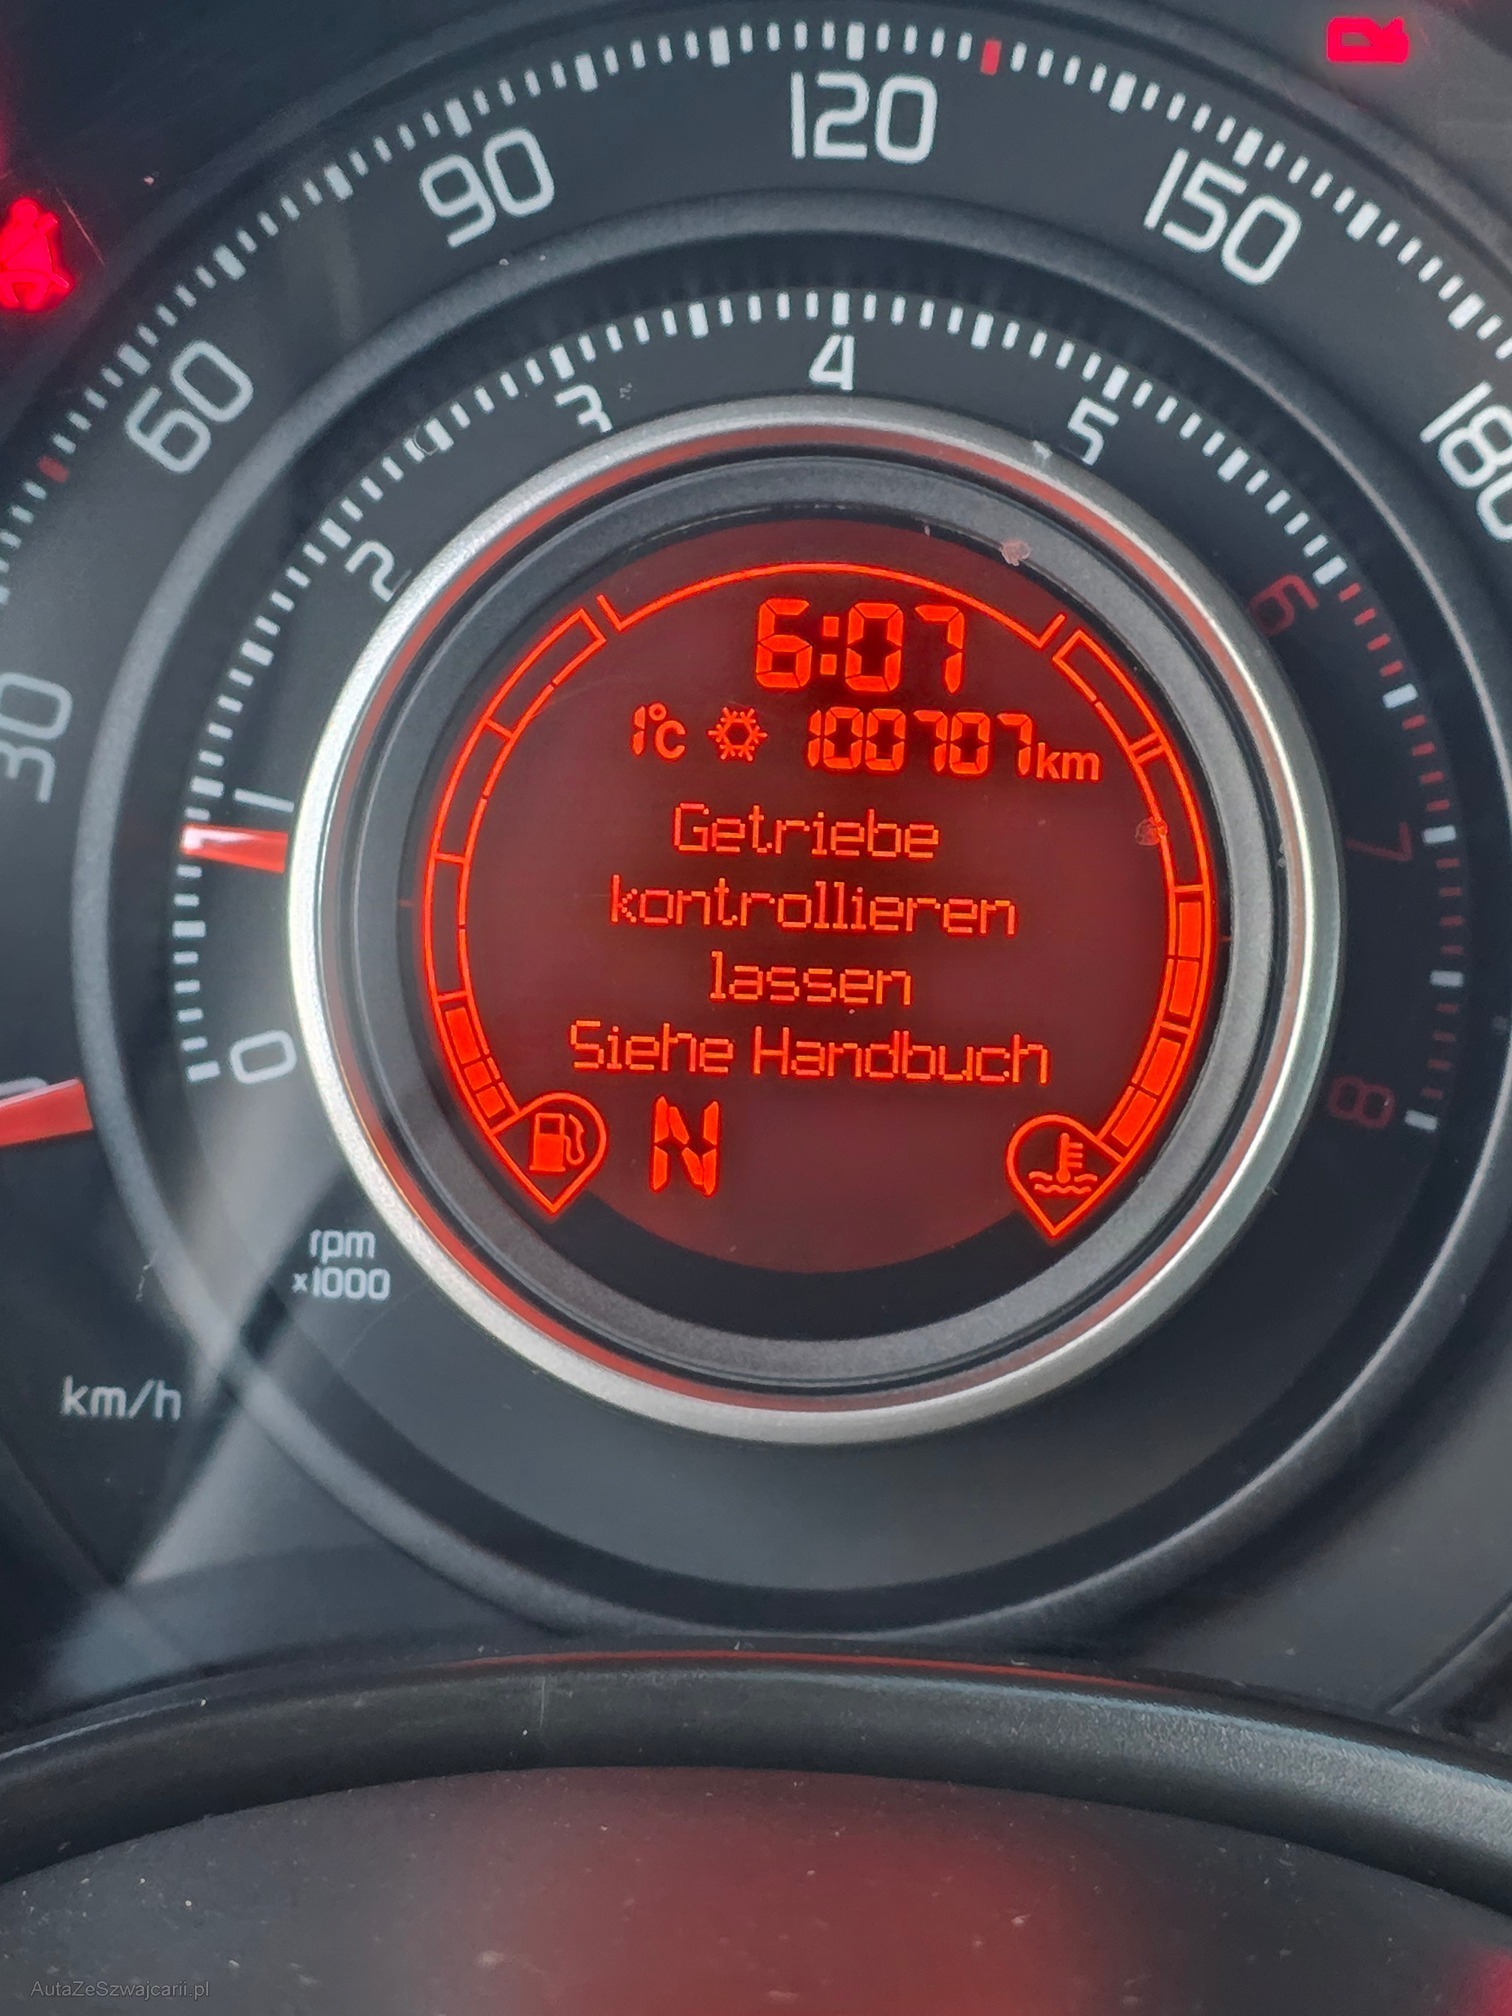 120
90
150
60
180
30
4
3
5
2
6
1
7
0
8
6:07
1°C 100707km
Getriebe
kontrollieren
lassen
Siehe Handbuch
N
rpm
x1000
km/h
AutaZeSzwajcarii.pl